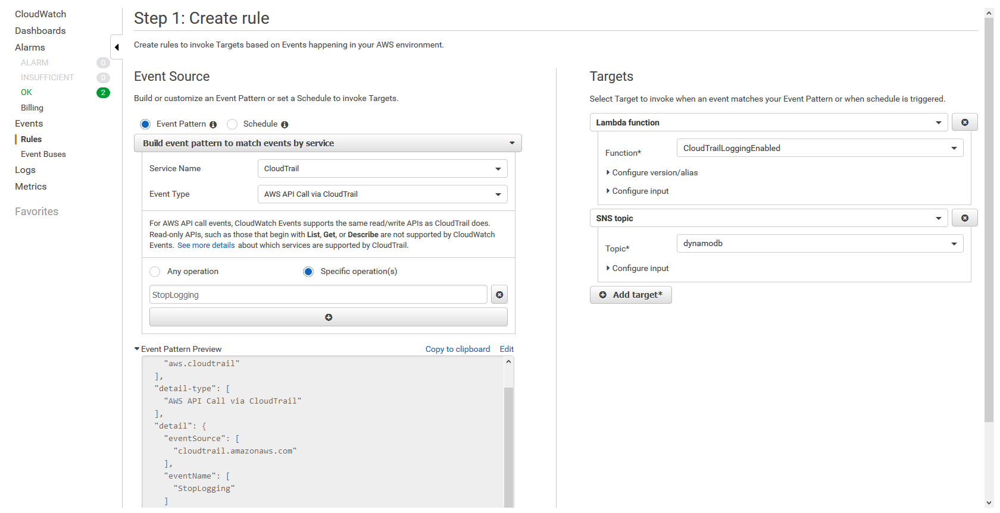 CloudWatch
Dashboards
Alarms
ALARM 0
INSUFFICIENT 0
OK 2
Billing
Events
Rules
Event Buses
Logs
Metrics
Favorites
Step 1: Create rule
Create rules to invoke Targets based on Events happening in your AWS environment.
Event Source
Build or customize an Event Pattern or set a Schedule to invoke Targets.
Event Pattern Schedule
Build event pattern to match events by service
Service Name CloudTrail
Event Type AWS API Call via CloudTrail
For AWS API call events, CloudWatch Events supports the same read/write APIs as CloudTrail does.
Read-only APIs, such as those that begin with List, Get, or Describe are not supported by CloudWatch
Events. See more details about which services are supported by CloudTrail.
Any operation Specific operation(s)
StopLogging
Event Pattern Preview Copy to clipboard Edit
"aws.cloudtrail"
],
"detail-type": [
"AWS API Call via CloudTrail"
],
"detail": {
"eventSource": [
"cloudtrail.amazonaws.com"
],
"eventName": [
"StopLogging"
]
Targets
Select Target to invoke when an event matches your Event Pattern or when schedule is triggered.
Lambda function
Function* CloudTrailLoggingEnabled
Configure version/alias
Configure input
SNS topic
Topic* dynamodb
Configure input
Add target*